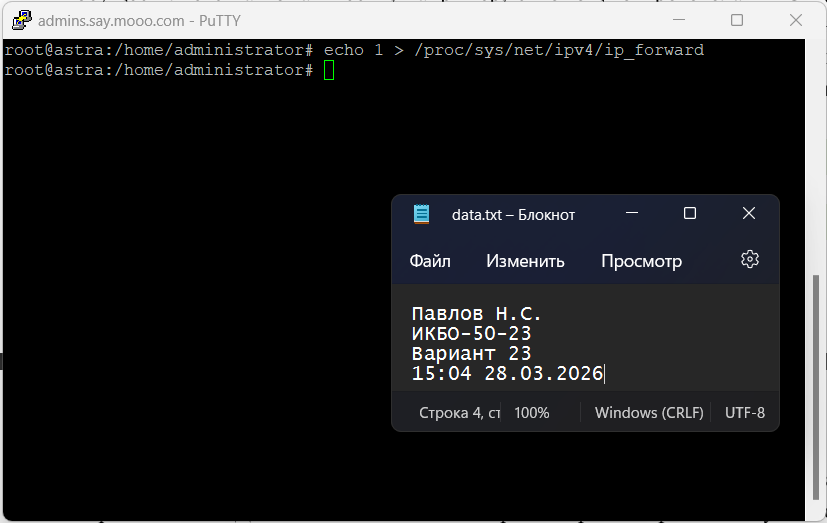 admins.say.mooo.com - PuTTY
root@astra:/home/administrator# echo 1 > /proc/sys/net/ipv4/ip_forward
root@astra:/home/administrator#
data.txt – Блокнот
Файл Изменить Просмотр
Павлов Н.С.
ИКБО-50-23
Вариант 23
15:04 28.03.2026
Строка 4, ст 100% Windows (CRLF) UTF-8